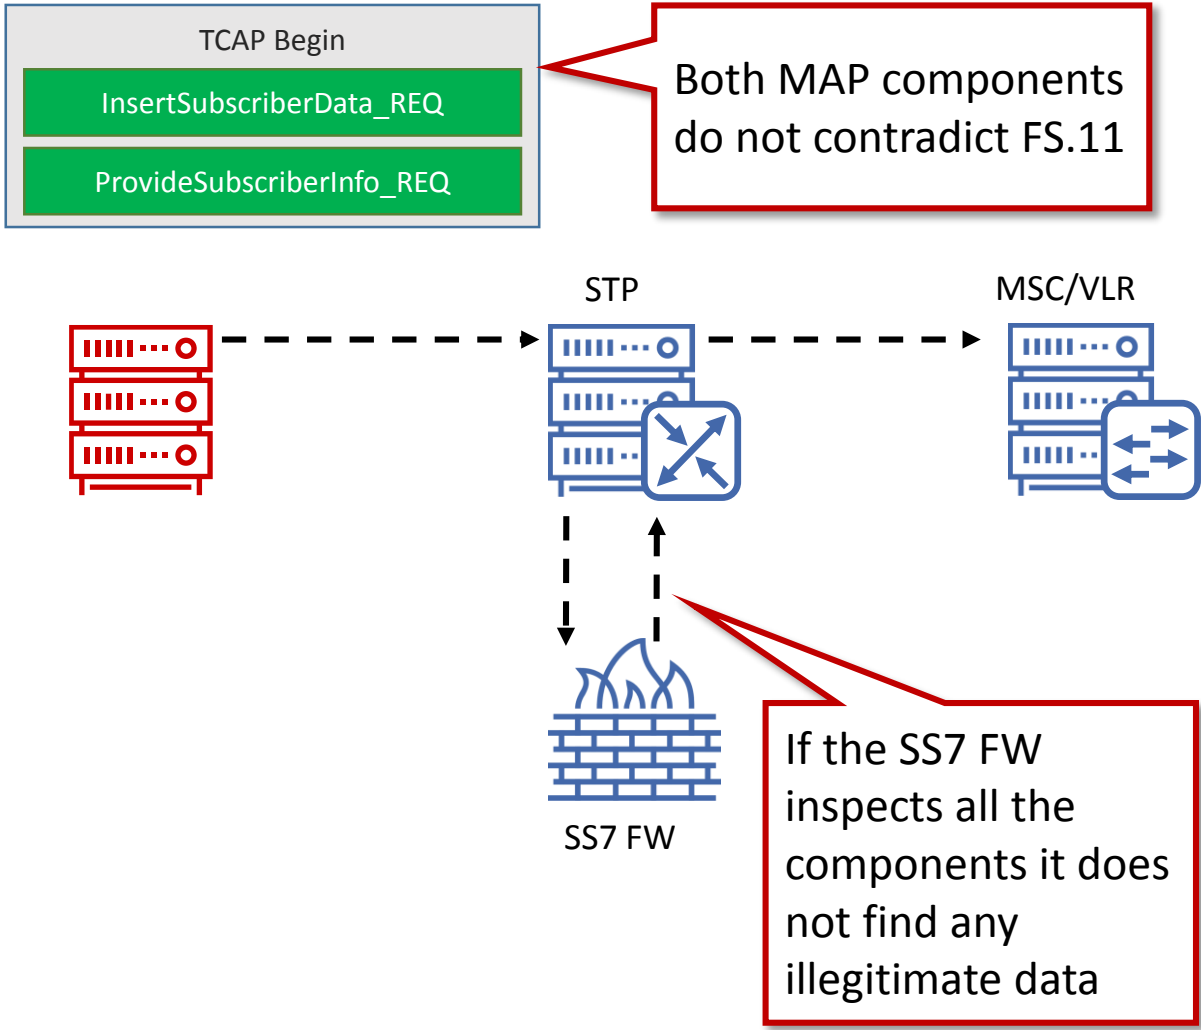 TCAP Begin
InsertSubscriberData_REQ
ProvideSubscriberInfo_REQ
Both MAP components
do not contradict FS.11
STP
MSC/VLR
SS7 FW
If the SS7 FW
inspects all the
components it does
not find any
illegitimate data